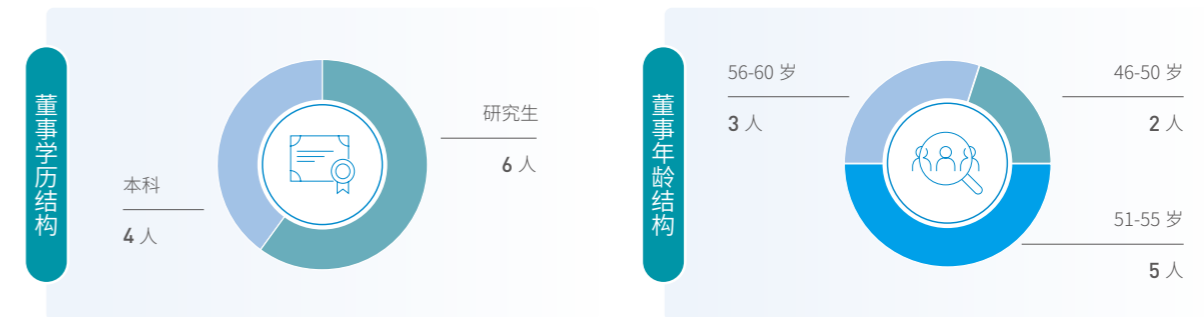 董事学历结构
研究生
6 人
本科
4 人
董事年龄结构
56-60 岁
3 人
46-50 岁
2 人
51-55 岁
5 人